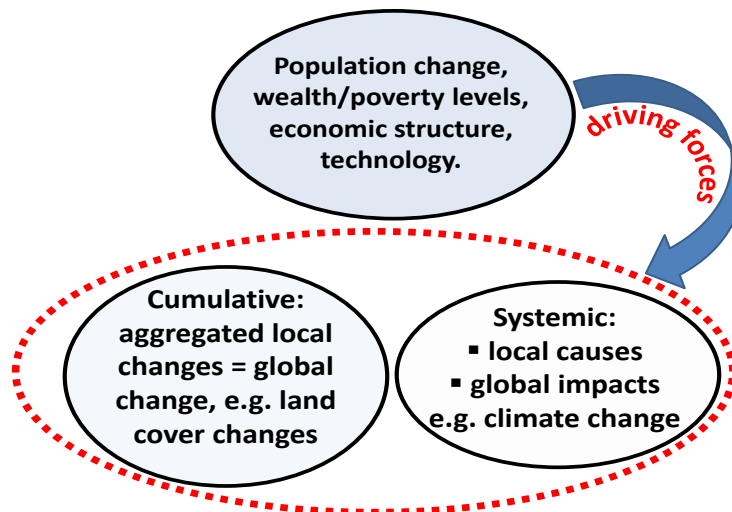 Population change,
wealth/poverty levels,
economic structure,
technology.
driving forces
Cumulative:
aggregated local
changes = global
change, e.g. land
cover changes
Systemic:
▪ local causes
▪ global impacts
e.g. climate change